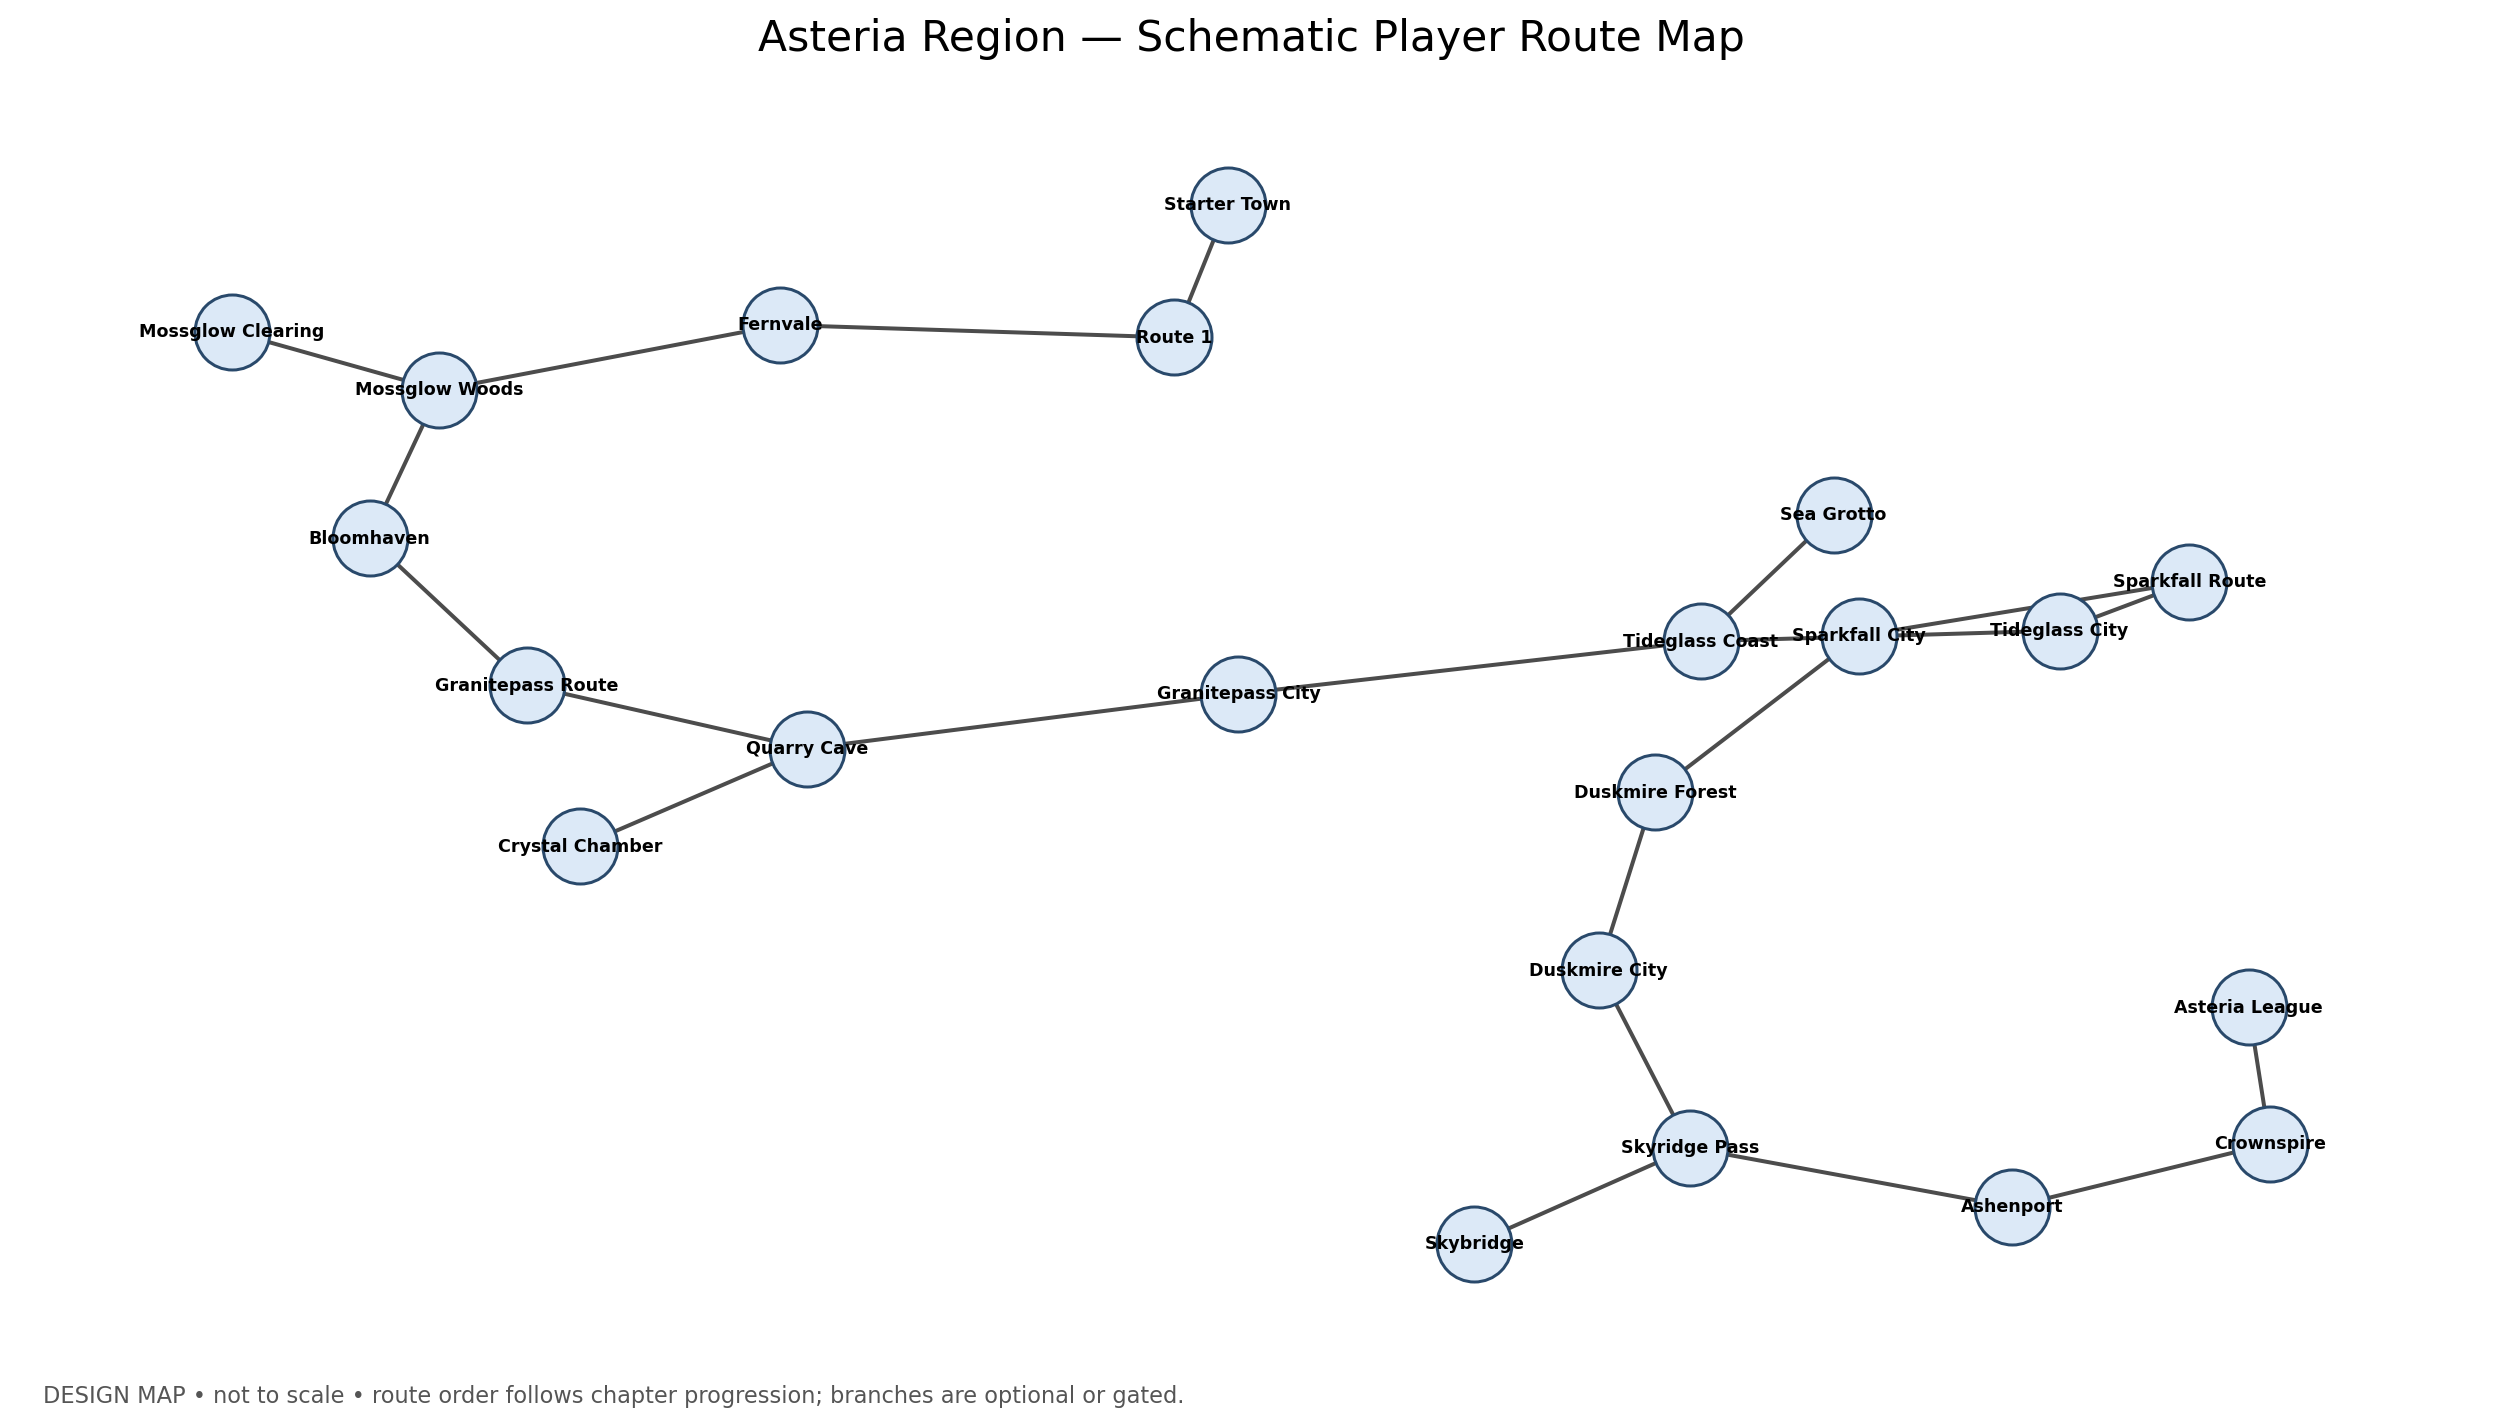 Asteria Region — Schematic Player Route Map
Starter Town
Mossglow Clearing
Fernvale
Route 1
Mossglow Woods
Bloomhaven
Sea Grotto
Sparkfall Route
Tideglass Coast
Sparkfall City
Tideglass City
Granitepass Route
Granitepass City
Quarry Cave
Duskmire Forest
Crystal Chamber
Duskmire City
Asteria League
Skyridge Pass
Crownspire
Ashenport
Skybridge
DESIGN MAP • not to scale • route order follows chapter progression; branches are optional or gated.